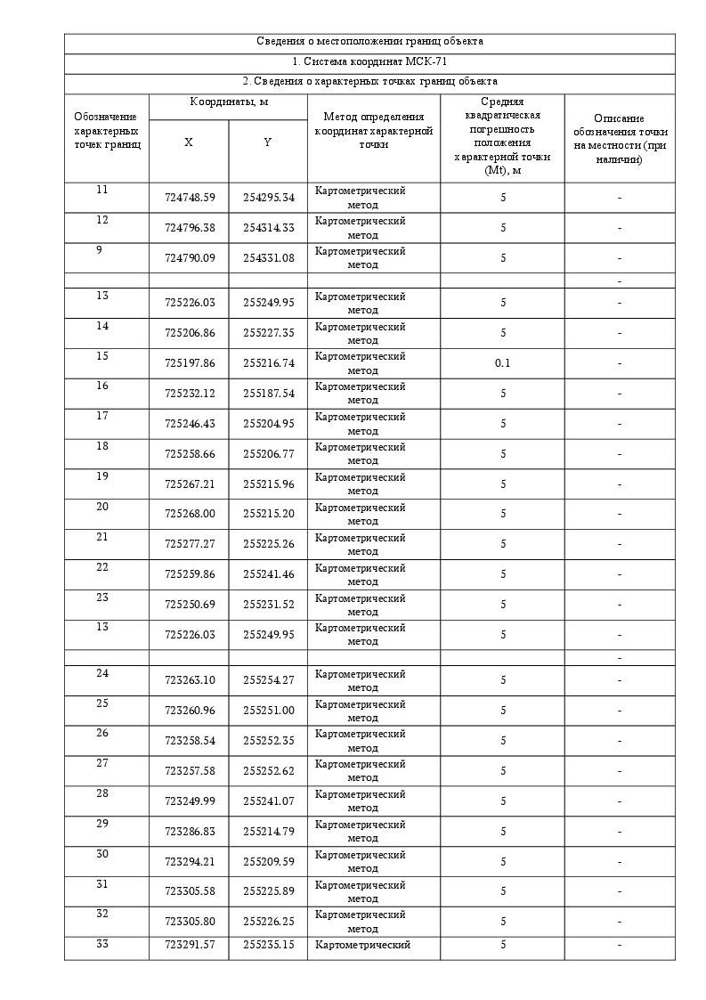 Сведения о местоположении границ объекта
1. Система координат МСК-71
2. Сведения о характерных точках границ объекта
Обозначение
характерных
точек границ
Координаты, м
X
Y
Метод определения
координат характерной
точки
Средняя
квадратическая
погрешность
положения
характерной точки
(Mt), м
Описание
обозначения точки
на местности (при
наличии)
11 724748.59 254295.34 Картометрический 5 -
метод
12 724796.38 254314.33 Картометрический 5 -
метод
9 724790.09 254331.08 Картометрический 5 -
метод
-
13 725226.03 255249.95 Картометрический 5 -
метод
14 725206.86 255227.35 Картометрический 5 -
метод
15 725197.86 255216.74 Картометрический 0.1 -
метод
16 725232.12 255187.54 Картометрический 5 -
метод
17 725246.43 255204.95 Картометрический 5 -
метод
18 725258.66 255206.77 Картометрический 5 -
метод
19 725267.21 255215.96 Картометрический 5 -
метод
20 725268.00 255215.20 Картометрический 5 -
метод
21 725277.27 255225.26 Картометрический 5 -
метод
22 725259.86 255241.46 Картометрический 5 -
метод
23 725250.69 255231.52 Картометрический 5 -
метод
13 725226.03 255249.95 Картометрический 5 -
метод
-
24 723263.10 255254.27 Картометрический 5 -
метод
25 723260.96 255251.00 Картометрический 5 -
метод
26 723258.54 255252.35 Картометрический 5 -
метод
27 723257.58 255252.62 Картометрический 5 -
метод
28 723249.99 255241.07 Картометрический 5 -
метод
29 723286.83 255214.79 Картометрический 5 -
метод
30 723294.21 255209.59 Картометрический 5 -
метод
31 723305.58 255225.89 Картометрический 5 -
метод
32 723305.80 255226.25 Картометрический 5 -
метод
33 723291.57 255235.15 Картометрический 5 -